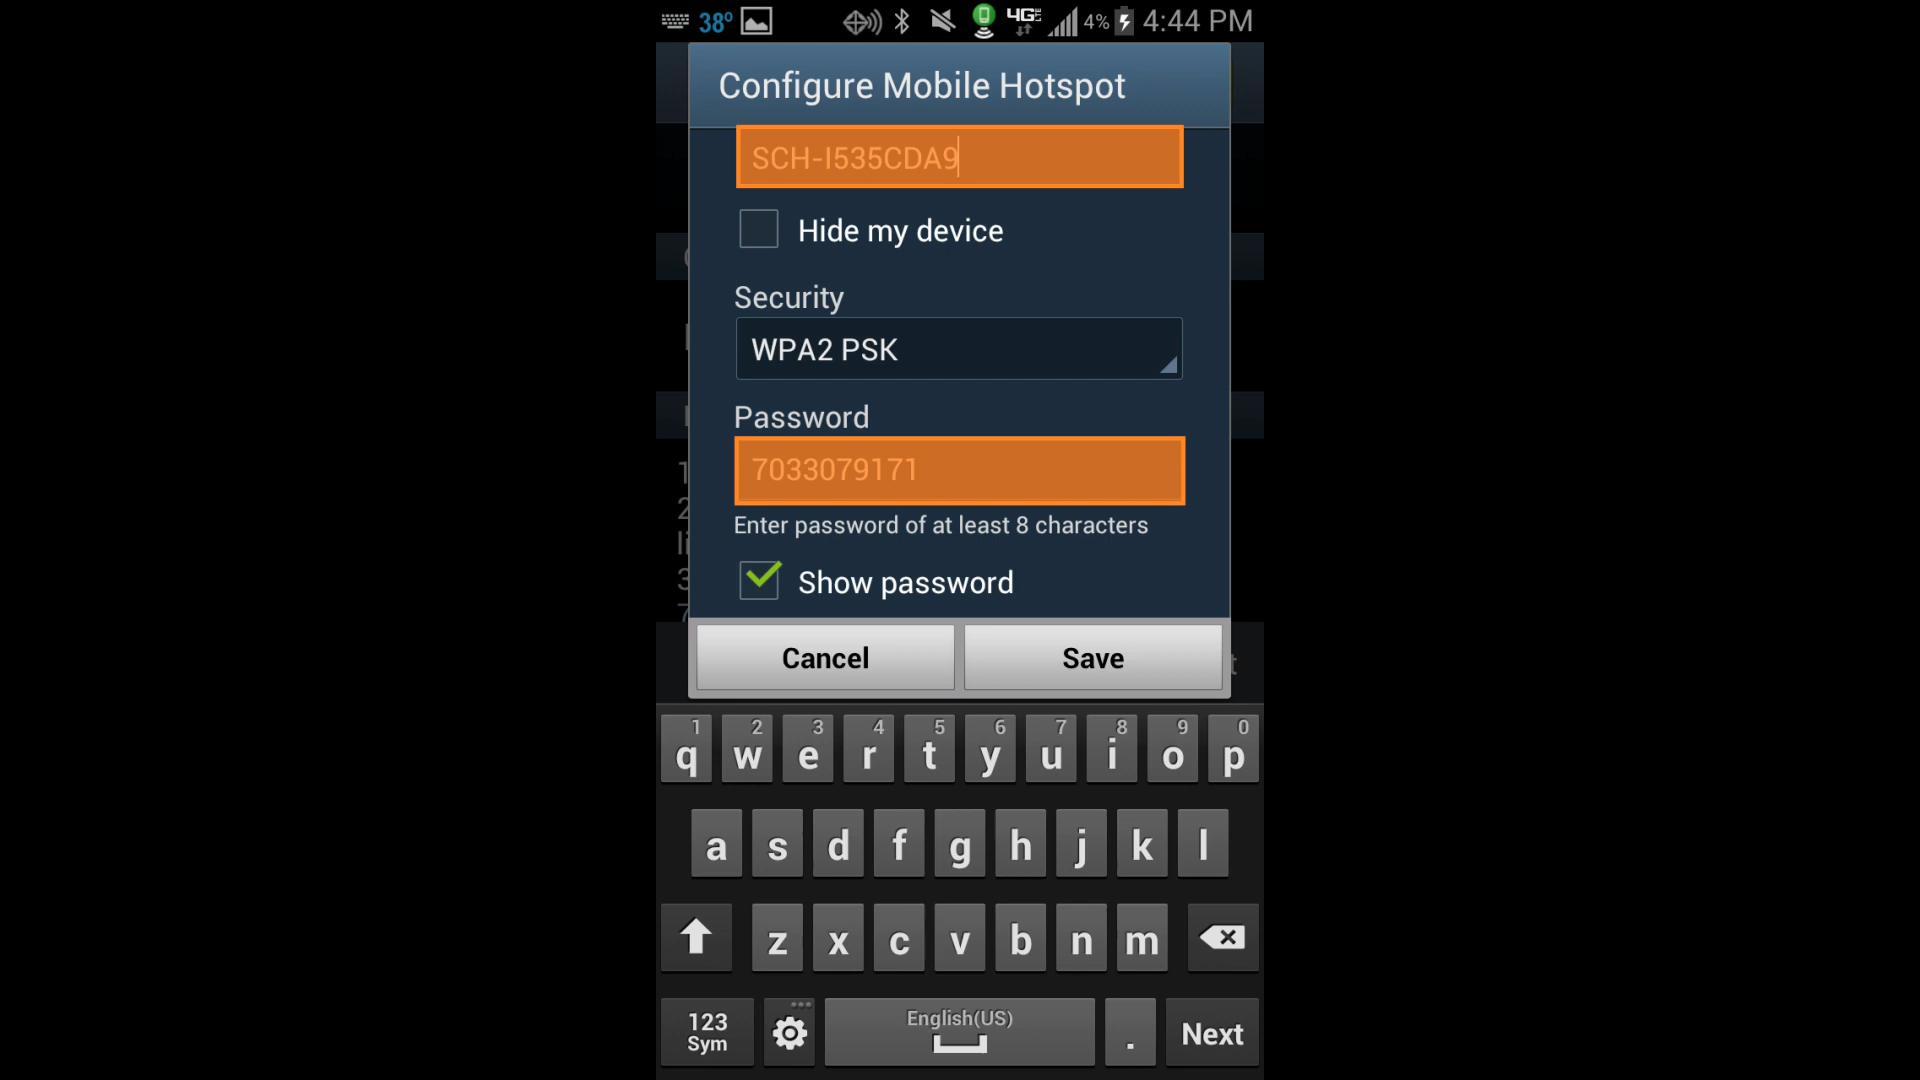 38° 4G LTE 4% 4:44 PM
Configure Mobile Hotspot
SCH-I535CDA9
Hide my device
Security
WPA2 PSK
Password
7033079171
Enter password of at least 8 characters
Show password
Cancel Save
1 2 3 4 5 6 7 8 9 0
q w e r t y u i o p
a s d f g h j k l
z x c v b n m
123 Sym English(US) . Next